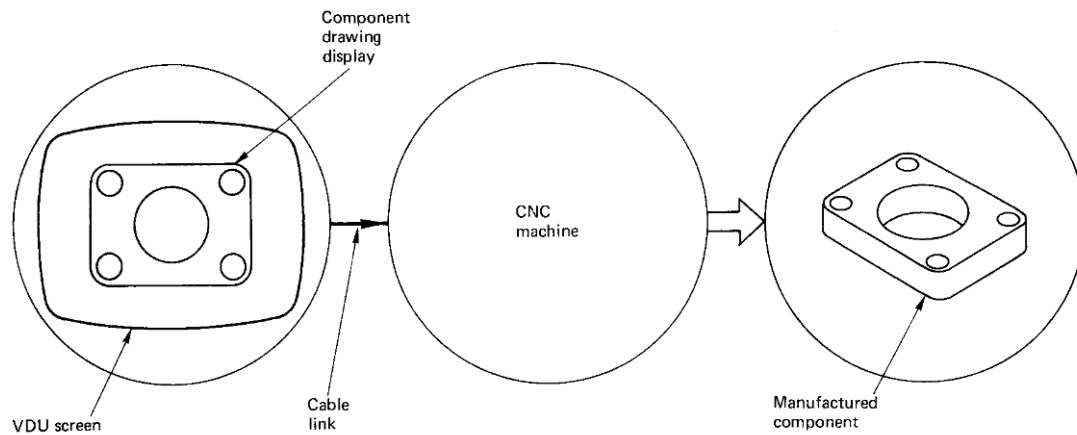 Component
drawing
display
CNC
machine
VDU screen
Cable
link
Manufactured
component